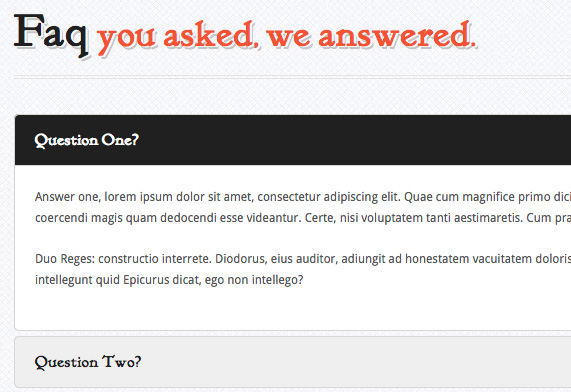 Faq you asked, we answered.
Question One?
Answer one, lorem ipsum dolor sit amet, consectetur adipiscing elit. Quae cum magnifice primo dici
coercendi magis quam dedocendi esse videantur. Certe, nisi voluptatem tanti aestimaretis. Cum pra
Duo Reges: constructio interrete. Diodorus, eius auditor, adiungit ad honestatem vacuitatem doloris
intellegunt quid Epicurus dicat, ego non intellego?
Question Two?